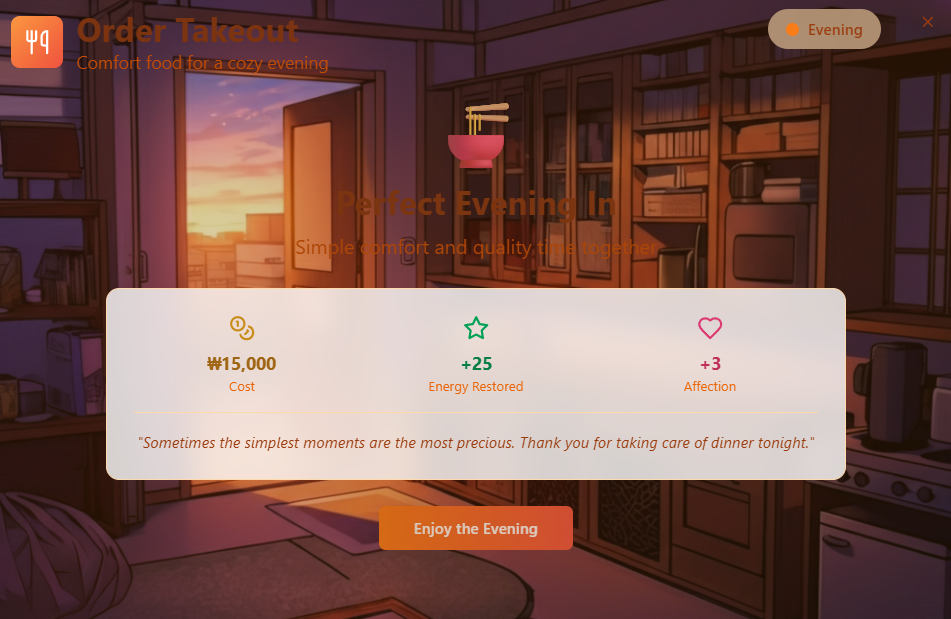 Order Takeout
Comfort food for a cozy evening
Evening
×
Perfect Evening In
Simple comfort and quality time together
₩15,000
Cost
+25
Energy Restored
+3
Affection
"Sometimes the simplest moments are the most precious. Thank you for taking care of dinner tonight."
Enjoy the Evening